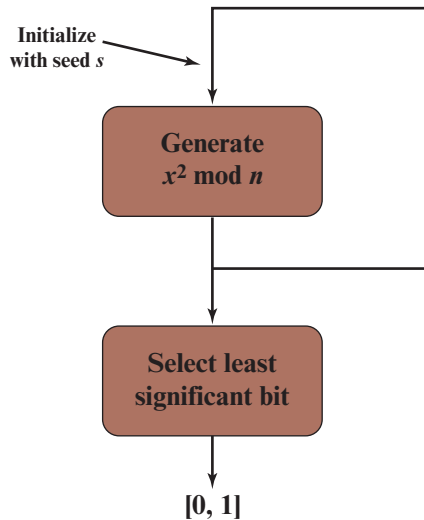 Initialize
with seed s
Generate
x² mod n
Select least
significant bit
[0, 1]